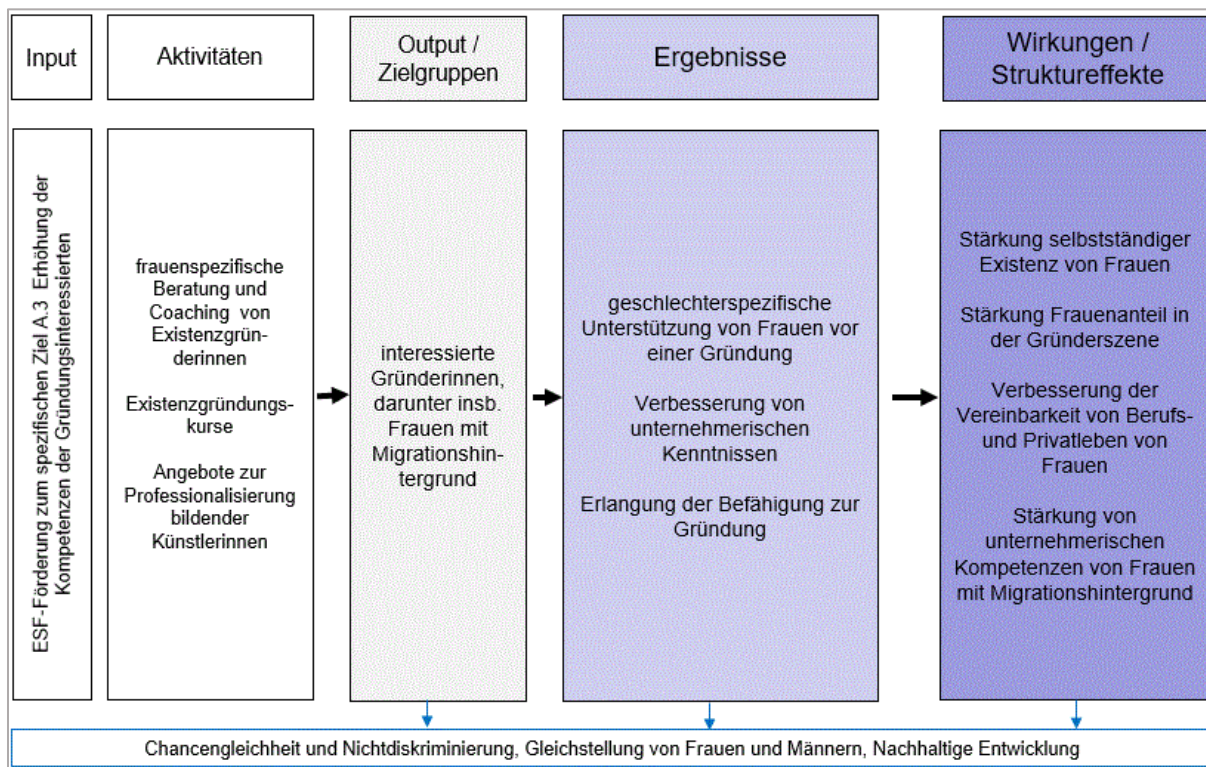 Input
Aktivitäten
Output /
Zielgruppen
Ergebnisse
Wirkungen /
Struktureffekte
ESF-Förderung zum spezifischen Ziel A.3 Erhöhung der
Kompetenzen der Gründungsinteressierten
frauenspezifische
Beratung und
Coaching von
Existenzgrün-
derinnen
Existenzgründungs-
kurse
Angebote zur
Professionalisierung
bildender
Künstlerinnen
interessierte
Gründerinnen,
darunter insb.
Frauen mit
Migrationshin-
tergrund
geschlechterspezifische
Unterstützung von Frauen vor
einer Gründung
Verbesserung von
unternehmerischen
Kenntnissen
Erlangung der Befähigung zur
Gründung
Stärkung selbstständiger
Existenz von Frauen
Stärkung Frauenanteil in
der Gründerszene
Verbesserung der
Vereinbarkeit von Berufs-
und Privatleben von
Frauen
Stärkung von
unternehmerischen
Kompetenzen von Frauen
mit Migrationshintergrund
Chancengleichheit und Nichtdiskriminierung, Gleichstellung von Frauen und Männern, Nachhaltige Entwicklung